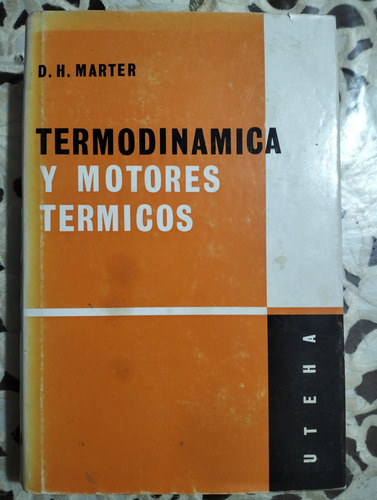 D. H. MARTER
TERMODINAMICA
Y MOTORES
TERMICOS
UTEHA